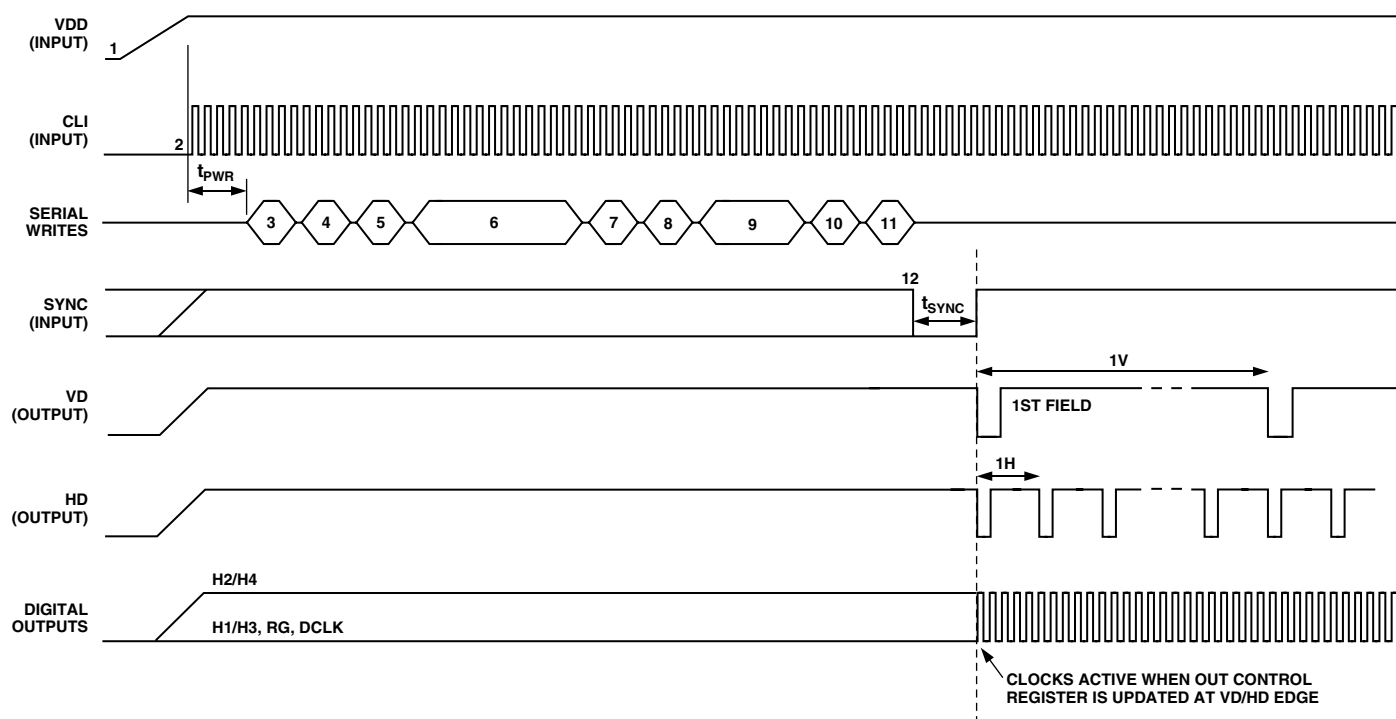 VDD
(INPUT)
1
CLI
(INPUT)
2
tPWR
SERIAL
WRITES
3
4
5
6
7
8
9
10
11
SYNC
(INPUT)
12
tSYNC
VD
(OUTPUT)
1V
1ST FIELD
HD
(OUTPUT)
1H
DIGITAL
OUTPUTS
H2/H4
H1/H3, RG, DCLK
CLOCKS ACTIVE WHEN OUT CONTROL
REGISTER IS UPDATED AT VD/HD EDGE